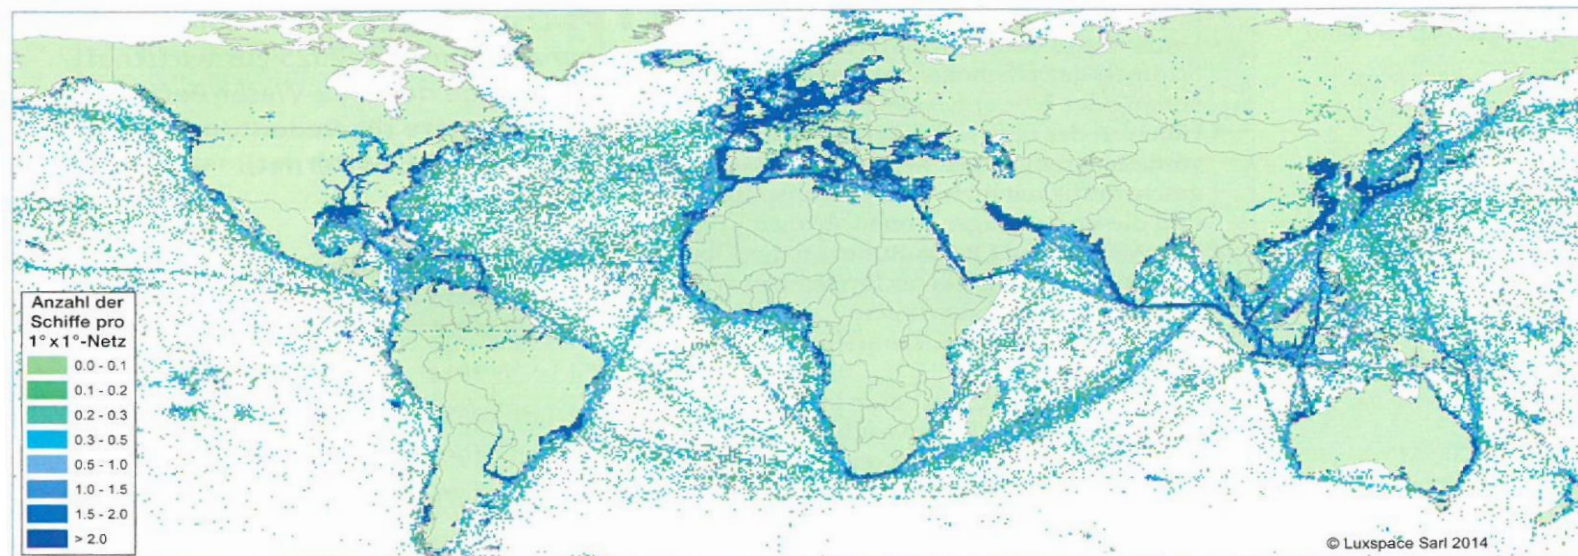 Anzahl der
Schiffe pro
1° x 1°-Netz
0.0 - 0.1
0.1 - 0.2
0.2 - 0.3
0.3 - 0.5
0.5 - 1.0
1.0 - 1.5
1.5 - 2.0
> 2.0
© Luxspace Sarl 2014